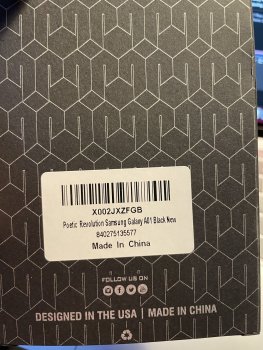 X002JXZFGB
Poetic Revolution Samsung Galaxy A01 Black New
840275135577
Made In China
FOLLOW US ON
DESIGNED IN THE USA | MADE IN CHINA